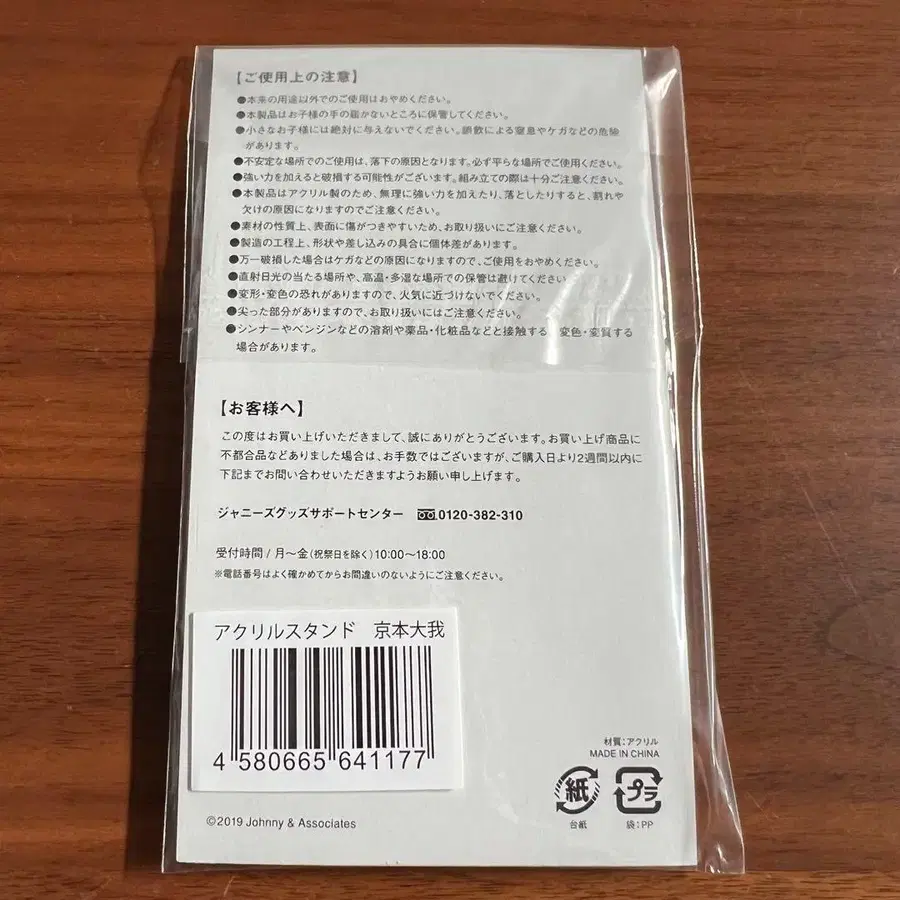 【ご使用上の注意】
●本来の用途以外でのご使用はおやめください。
●本製品はお子様の手の届かないところに保管してください。
●小さなお子様には絶対に与えないでください。誤飲による窒息やケガなどの危険
があります。
●不安定な場所でのご使用は、落下の原因となります。必ず平らな場所でご使用ください。
●強い力を加えると破損する可能性がございます。組み立ての際は十分ご注意ください。
●本製品はアクリル製のため、無理に強い力を加えたり、落としたりすると、割れや
欠けの原因になりますのでご注意ください。
●素材の性質上、表面に傷がつきやすいため、お取り扱いにご注意ください。
●製造の工程上、形状や差し込みの具合に個体差があります。
●万一破損した場合はケガなどの原因になりますので、ご使用をおやめください。
●直射日光の当たる場所や、高温・多湿な場所での保管は避けてください
●変形・変色の恐れがありますので、火気に近づけないでください。
●尖った部分がありますので、お取り扱いにはご注意ください。
●シンナーやベンジンなどの溶剤や薬品・化粧品などと接触する 変色・変質する
場合があります。
【お客様へ】
この度はお買い上げいただきまして、誠にありがとうございます。お買い上げ商品に
不都合品などありました場合は、お手数ではございますが、ご購入日より2週間以内に
下記までお問い合わせいただきますようお願い申し上げます。
ジャニーズグッズサポートセンター 0120-382-310
受付時間/月〜金(祝祭日を除く)10:00〜18:00
※電話番号はよく確かめてからお間違いのないようにご注意ください。
アクリルスタンド 京本大我
4 580665 641177
材質:アクリル
MADE IN CHINA
紙 プラ
台紙 袋:PP
©2019 Johnny & Associates